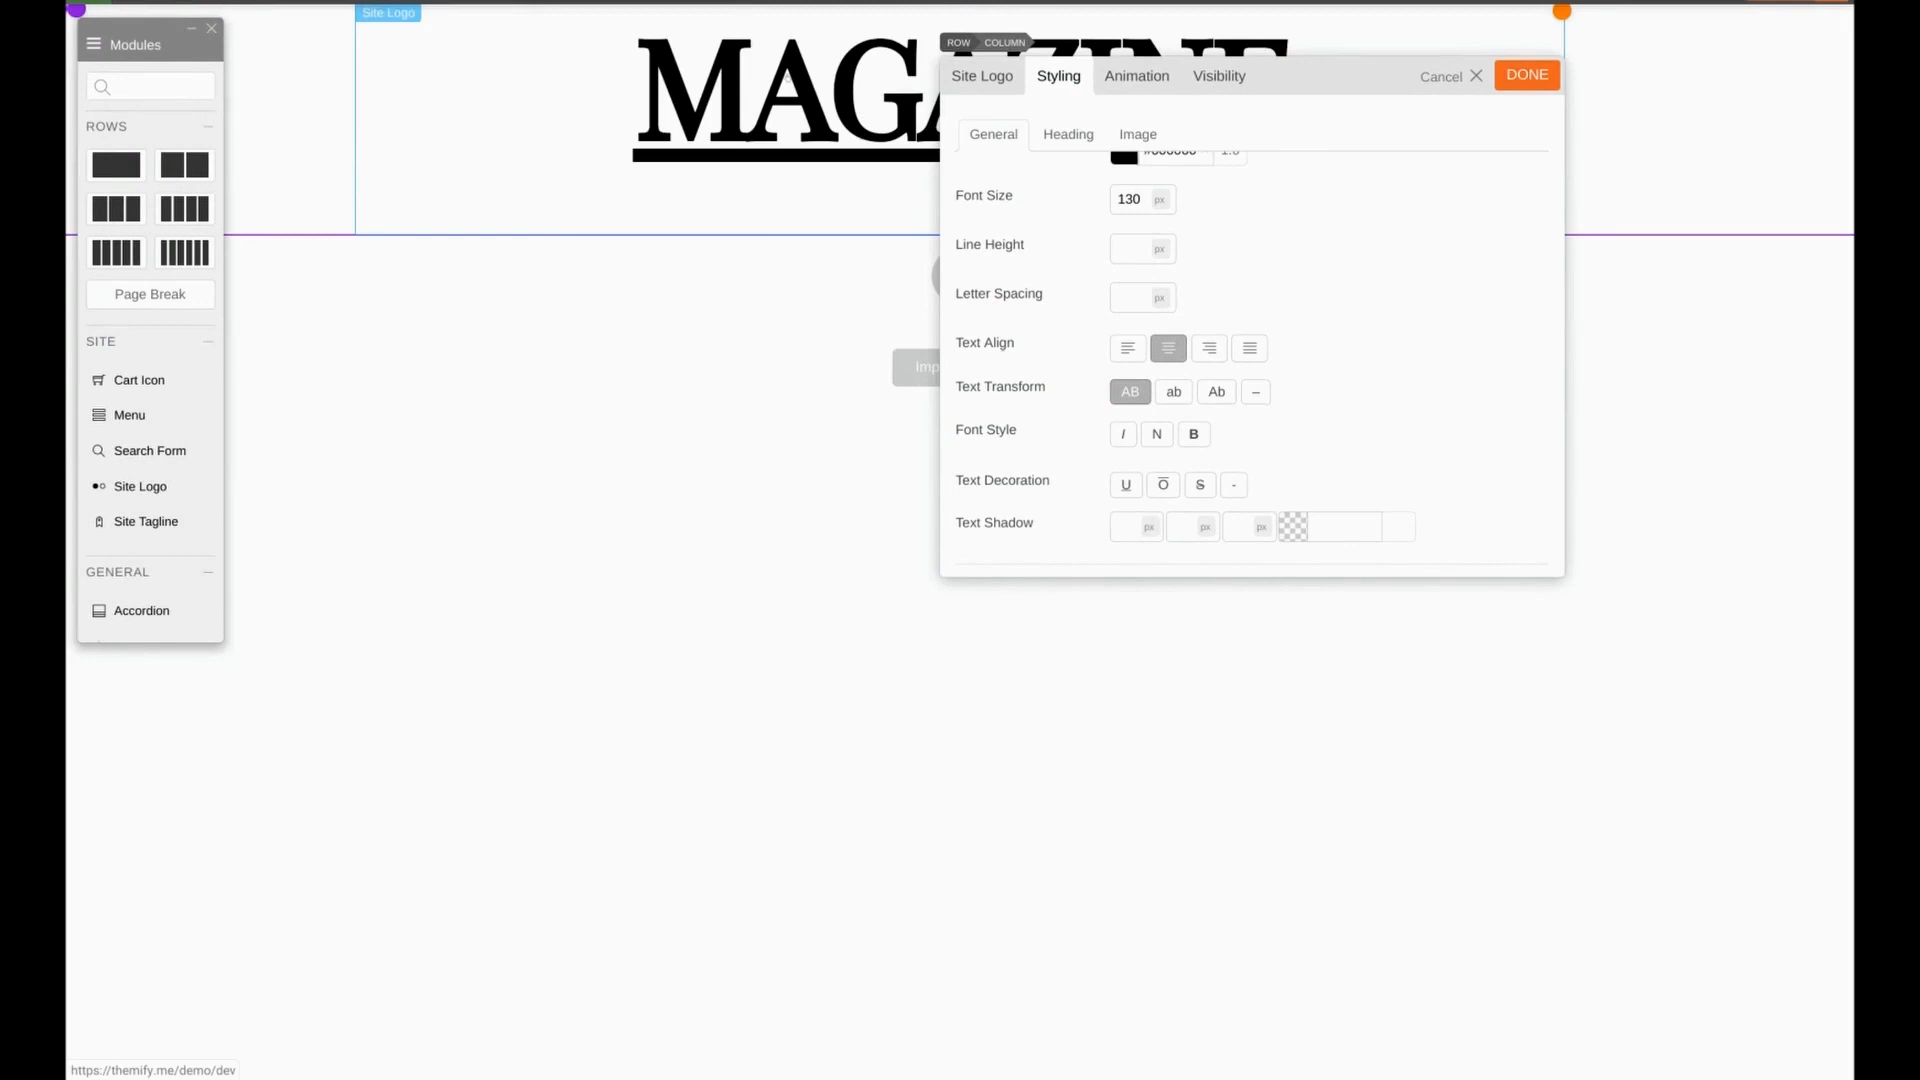 Site Logo
Modules
MAGAZINE
ROW COLUMN
Site Logo Styling Animation Visibility Cancel DONE
General Heading Image
ROWS
Page Break
SITE
Cart Icon
Menu
Search Form
Site Logo
Site Tagline
GENERAL
Accordion
Imp
Font Size 130 px
Line Height px
Letter Spacing px
Text Align
Text Transform AB ab Ab –
Font Style I N B
Text Decoration U O S -
Text Shadow px px px
https://themify.me/demo/dev